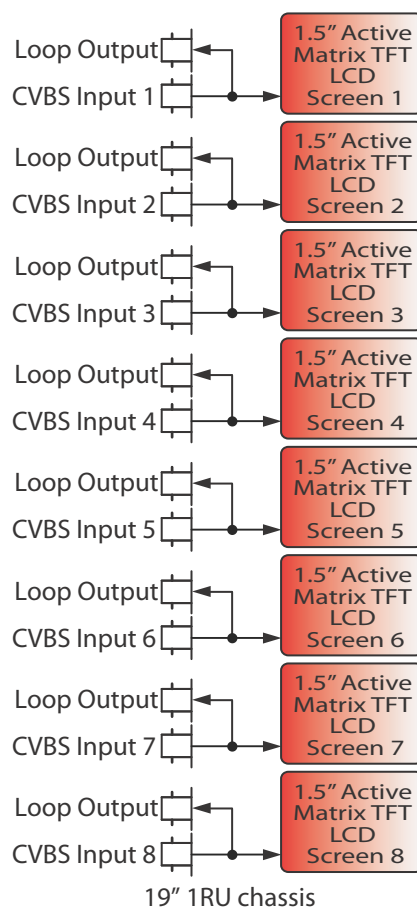 Loop Output
CVBS Input 1
1.5” Active
Matrix TFT
LCD
Screen 1
Loop Output
CVBS Input 2
1.5” Active
Matrix TFT
LCD
Screen 2
Loop Output
CVBS Input 3
1.5” Active
Matrix TFT
LCD
Screen 3
Loop Output
CVBS Input 4
1.5” Active
Matrix TFT
LCD
Screen 4
Loop Output
CVBS Input 5
1.5” Active
Matrix TFT
LCD
Screen 5
Loop Output
CVBS Input 6
1.5” Active
Matrix TFT
LCD
Screen 6
Loop Output
CVBS Input 7
1.5” Active
Matrix TFT
LCD
Screen 7
Loop Output
CVBS Input 8
1.5” Active
Matrix TFT
LCD
Screen 8
19” 1RU chassis